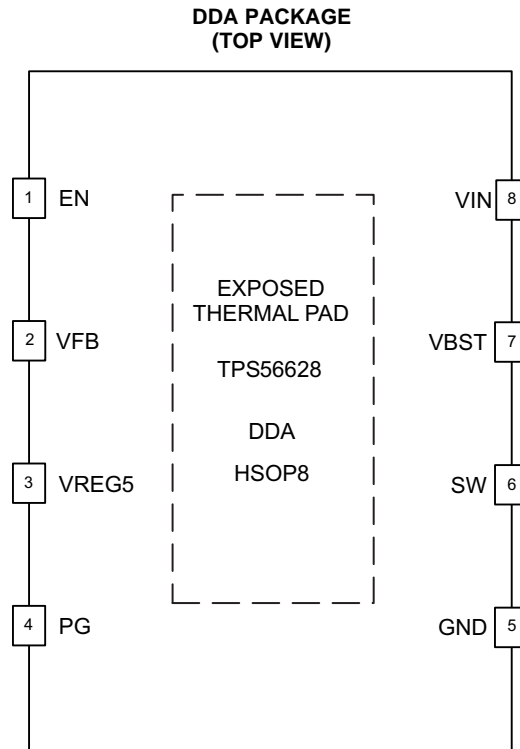 DDA PACKAGE
(TOP VIEW)
1 EN
VIN 8
EXPOSED
THERMAL PAD
2 VFB
VBST 7
TPS56628
DDA
HSOP8
3 VREG5
SW 6
4 PG
GND 5